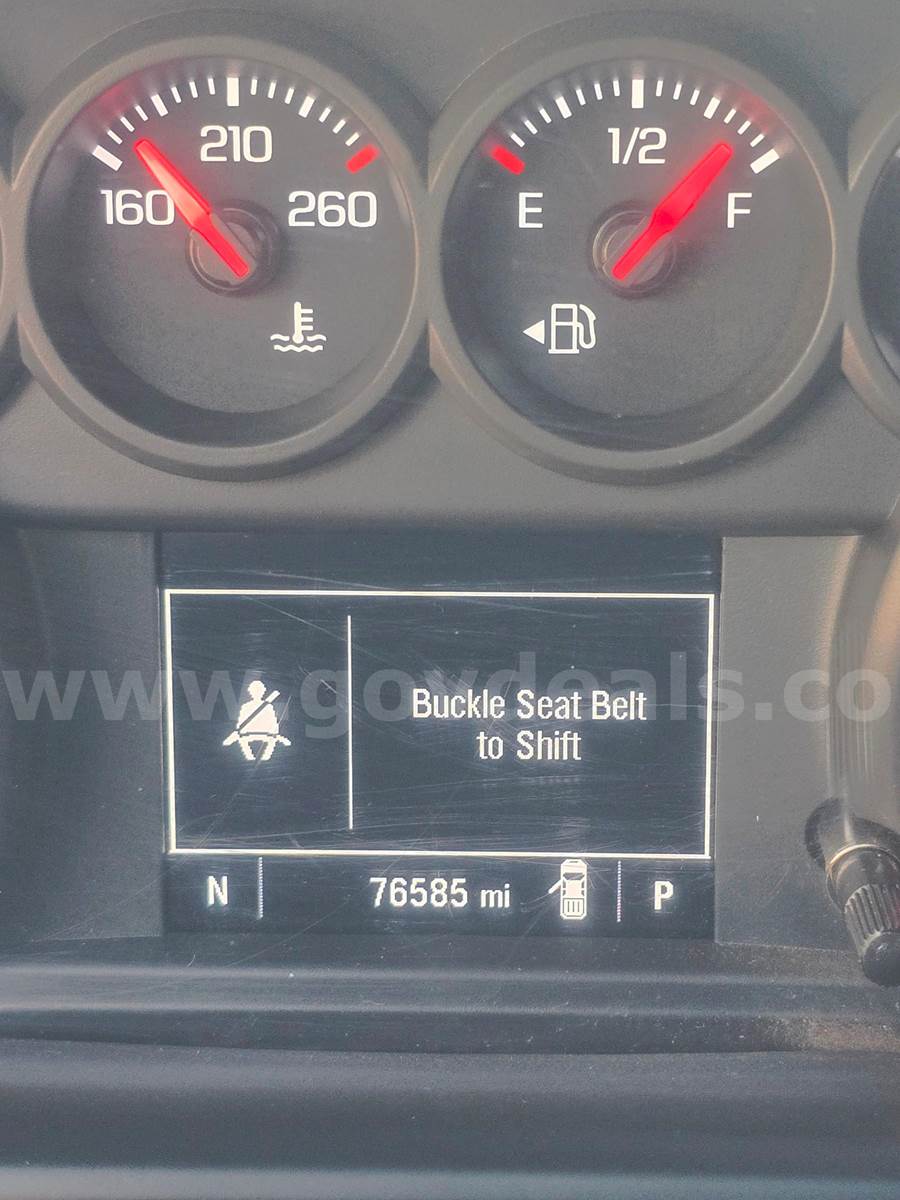 210
1/2
160
260
E
F
www.govdeals.co
Buckle Seat Belt
to Shift
N
76585 mi
P